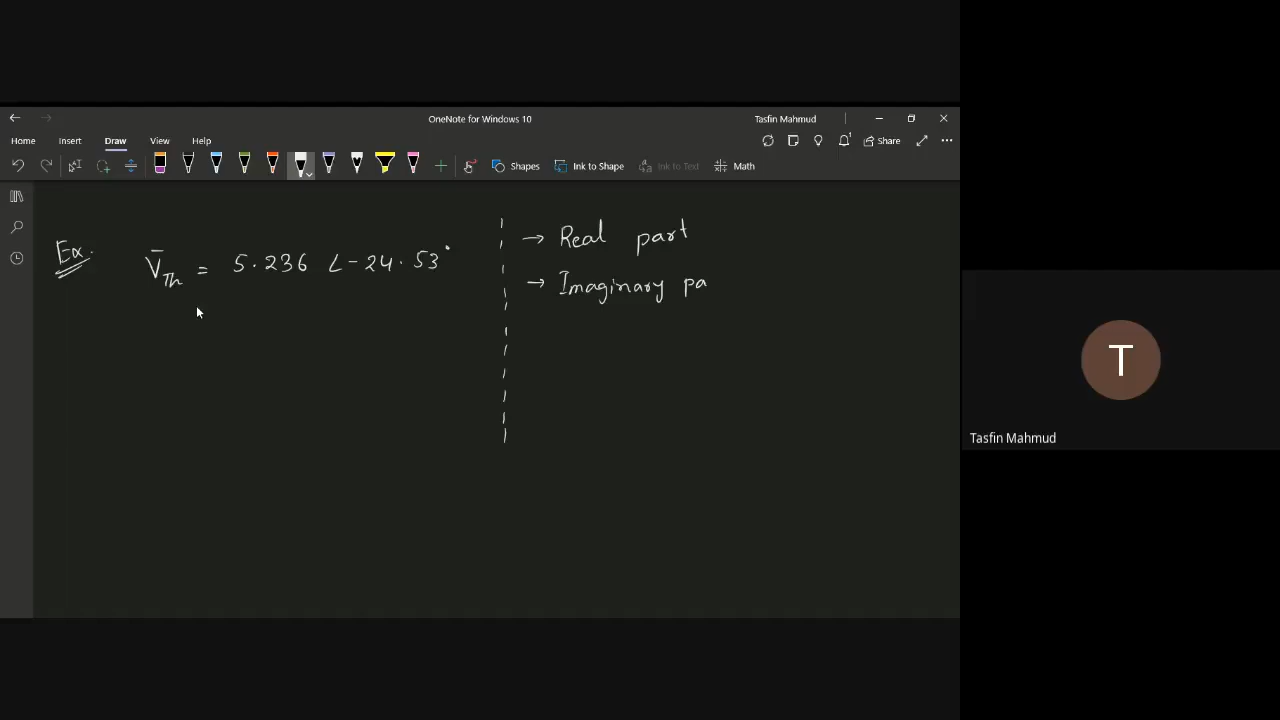 OneNote for Windows 10
Tasfin Mahmud
Home Insert Draw View Help
Share
Shapes Ink to Shape Ink to Text Math
Ex.
V̅Th = 5.236 ∠-24.53°
→ Real part
→ Imaginary pa
T
Tasfin Mahmud